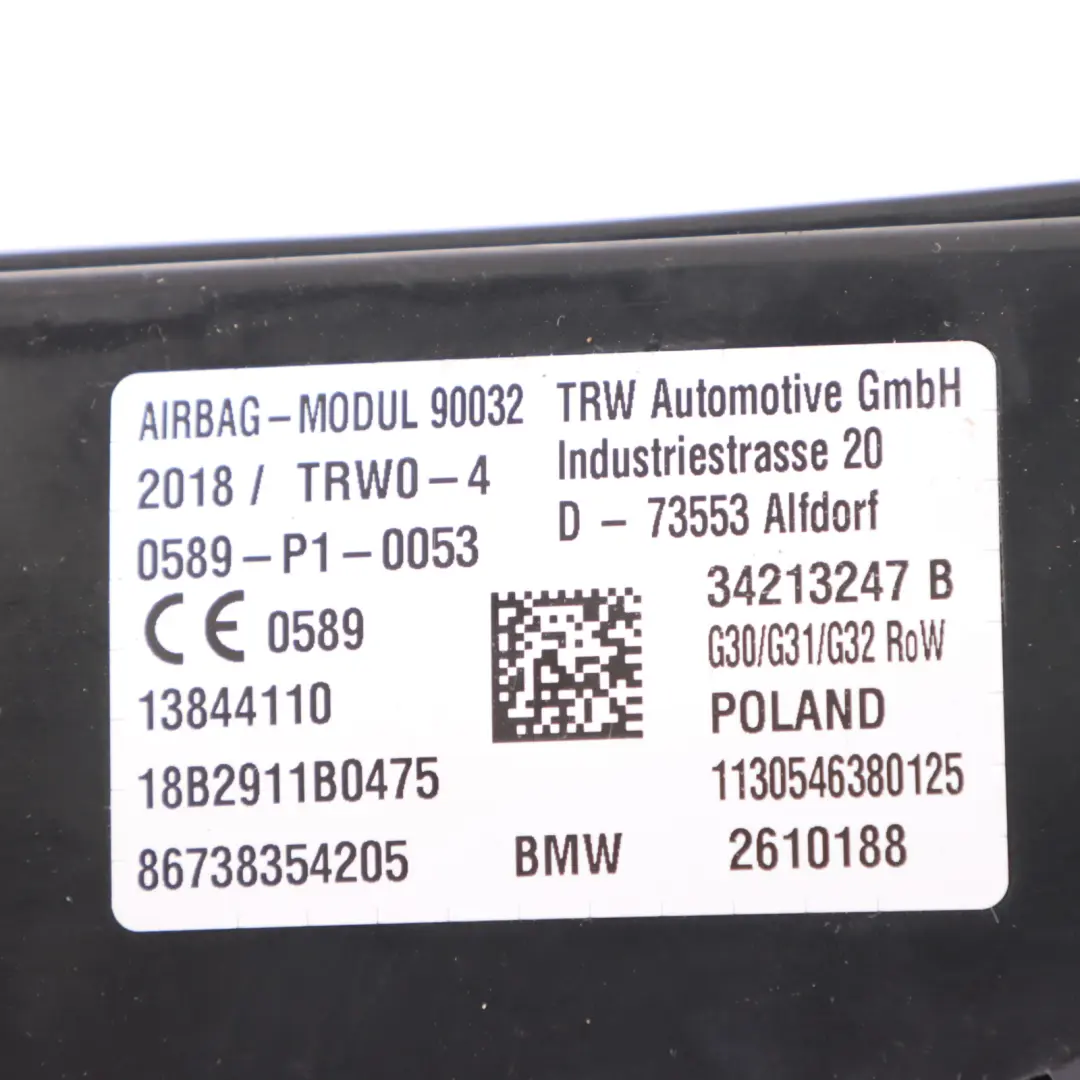 AIRBAG-MODUL 90032
2018 / TRW0-4
0589-P1-0053
CE 0589
13844110
18B2911B0475
86738354205
BMW
TRW Automotive GmbH
Industriestrasse 20
D - 73553 Alfdorf
34213247 B
G30/G31/G32 RoW
POLAND
1130546380125
2610188